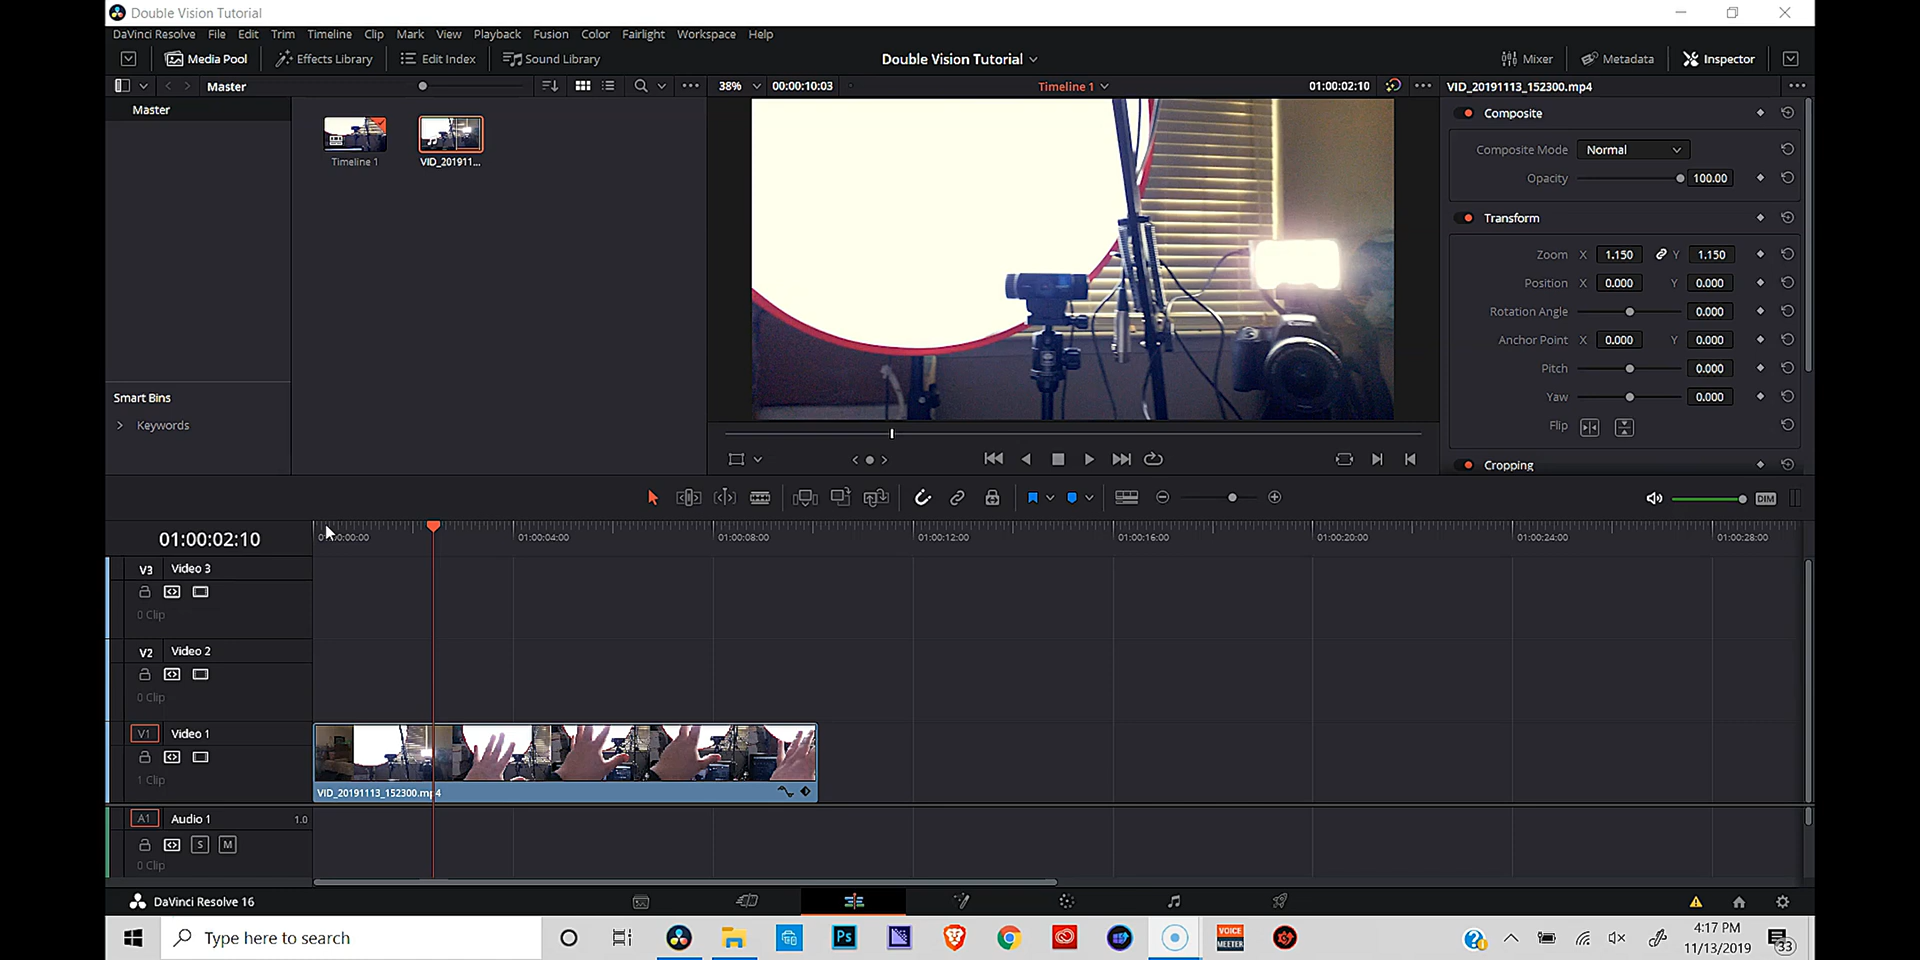 Double Vision Tutorial
DaVinci Resolve File Edit Trim Timeline Clip Mark View Playback Fusion Color Fairlight Workspace Help
Media Pool Effects Library Edit Index Sound Library Double Vision Tutorial Mixer Metadata Inspector
Master 38% 00:00:10:03 Timeline 1 01:00:02:10 VID_20191113_152300.mp4
Master
Timeline 1 VID_201911...
Composite
Composite Mode Normal
Opacity 100.00
Transform
Zoom X 1.150 Y 1.150
Position X 0.000 Y 0.000
Rotation Angle 0.000
Anchor Point X 0.000 Y 0.000
Pitch 0.000
Yaw 0.000
Flip
Cropping
Smart Bins
Keywords
DIM
01:00:02:10
01:00:04:00 01:00:08:00 01:00:12:00 01:00:16:00 01:00:20:00 01:00:24:00 01:00:28:00
V3 Video 3
0 Clip
V2 Video 2
0 Clip
V1 Video 1
1 Clip
VID_20191113_152300.mp4
A1 Audio 1 1.0
S M
0 Clip
DaVinci Resolve 16
Type here to search
Ps
VOICE
MEETER
4:17 PM
11/13/2019
33